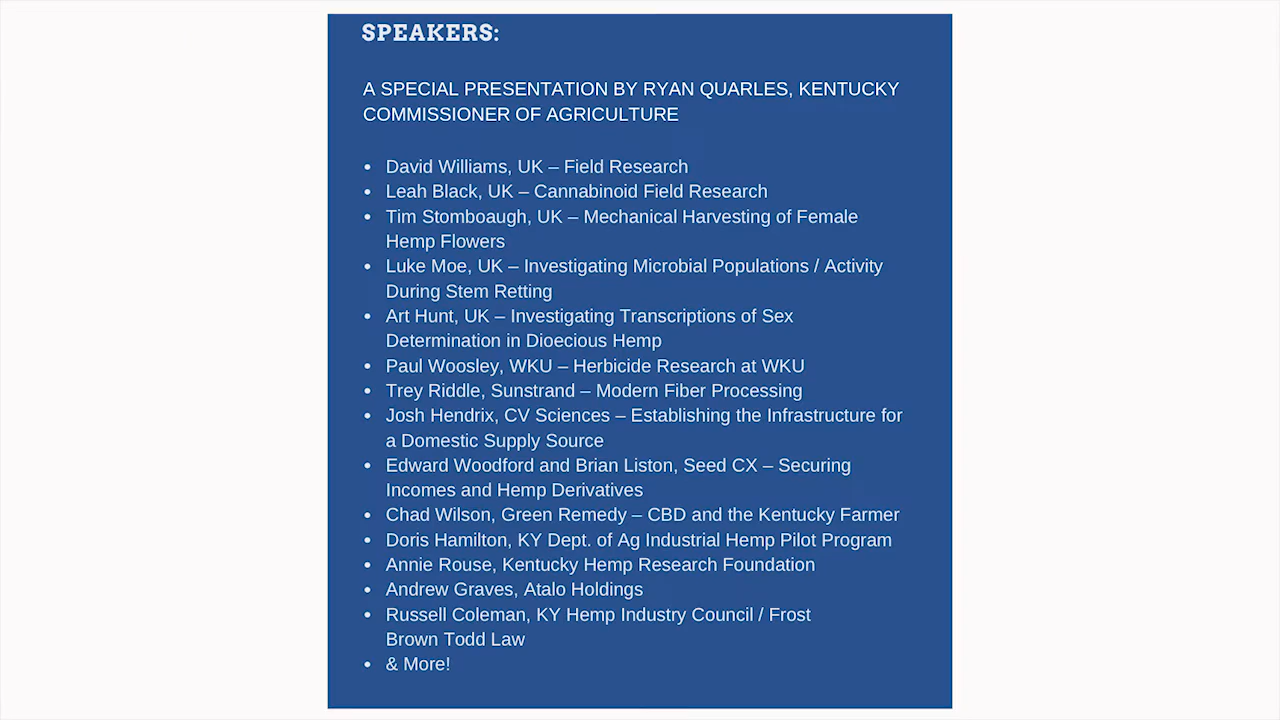 SPEAKERS:
A SPECIAL PRESENTATION BY RYAN QUARLES, KENTUCKY
COMMISSIONER OF AGRICULTURE
• David Williams, UK – Field Research
• Leah Black, UK – Cannabinoid Field Research
• Tim Stomboaugh, UK – Mechanical Harvesting of Female
Hemp Flowers
• Luke Moe, UK – Investigating Microbial Populations / Activity
During Stem Retting
• Art Hunt, UK – Investigating Transcriptions of Sex
Determination in Dioecious Hemp
• Paul Woosley, WKU – Herbicide Research at WKU
• Trey Riddle, Sunstrand – Modern Fiber Processing
• Josh Hendrix, CV Sciences – Establishing the Infrastructure for
a Domestic Supply Source
• Edward Woodford and Brian Liston, Seed CX – Securing
Incomes and Hemp Derivatives
• Chad Wilson, Green Remedy – CBD and the Kentucky Farmer
• Doris Hamilton, KY Dept. of Ag Industrial Hemp Pilot Program
• Annie Rouse, Kentucky Hemp Research Foundation
• Andrew Graves, Atalo Holdings
• Russell Coleman, KY Hemp Industry Council / Frost
Brown Todd Law
• & More!